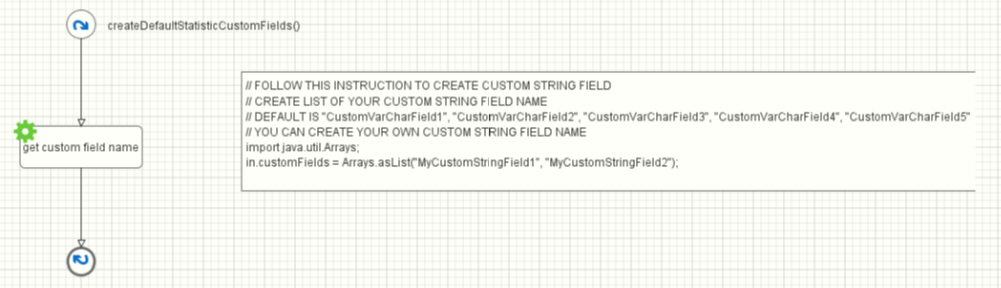 createDefaultStatisticCustomFields()
// FOLLOW THIS INSTRUCTION TO CREATE CUSTOM STRING FIELD
// CREATE LIST OF YOUR CUSTOM STRING FIELD NAME
// DEFAULT IS "CustomVarCharField1", "CustomVarCharField2", "CustomVarCharField3", "CustomVarCharField4", "CustomVarCharField5"
// YOU CAN CREATE YOUR OWN CUSTOM STRING FIELD NAME
import java.util.Arrays;
in.customFields = Arrays.asList("MyCustomStringField1", "MyCustomStringField2");
get custom field name